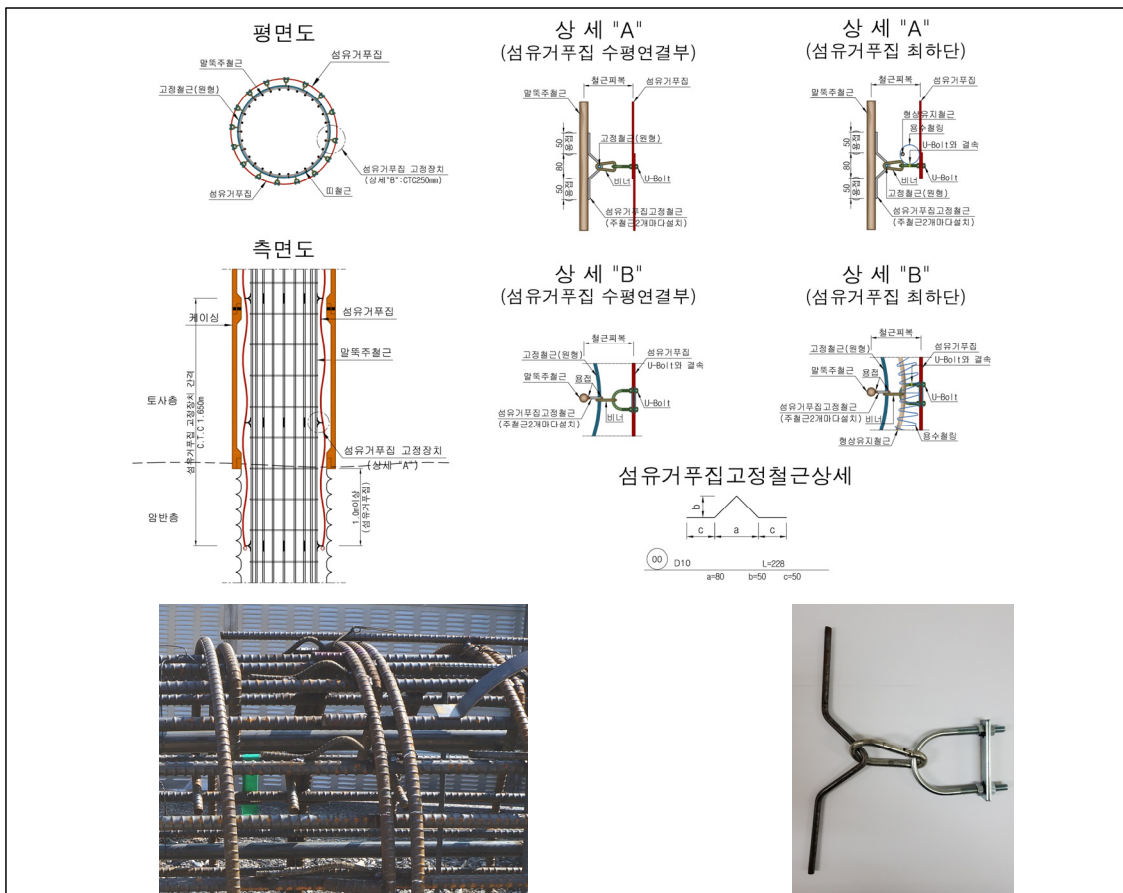 평면도
섬유거푸집
말뚝주철근
고정철근(원형)
섬유거푸집 고정장치
(상세"B":CTC250mm)
섬유거푸집
띠철근
상 세 "A"
(섬유거푸집 수평연결부)
철근피복
섬유거푸집
말뚝주철근
50
(용접)
80
50
(용접)
고정철근(원형)
비너
U-Bolt
섬유거푸집고정철근
(주철근2개마다설치)
상 세 "A"
(섬유거푸집 최하단)
철근피복
섬유거푸집
말뚝주철근
형상유지철근
용수철링
U-Bolt와 결속
50
(용접)
80
50
(용접)
비너
U-Bolt
고정철근(원형)
섬유거푸집고정철근
(주철근2개마다설치)
측면도
케이싱
섬유거푸집
말뚝주철근
섬유거푸집 고정장치 간격
C.T.C 1.650m
토사층
섬유거푸집 고정장치
(상세 "A")
암반층
1.0m이상
(섬유거푸집)
상 세 "B"
(섬유거푸집 수평연결부)
철근피복
고정철근(원형)
섬유거푸집
U-Bolt와 결속
말뚝주철근
용접
U-Bolt
섬유거푸집고정철근
(주철근2개마다설치)
비너
상 세 "B"
(섬유거푸집 최하단)
철근피복
고정철근(원형)
섬유거푸집
U-Bolt와 결속
말뚝주철근
용접
U-Bolt
섬유거푸집고정철근
(주철근2개마다설치)
비너
형상유지철근
용수철링
섬유거푸집고정철근상세
b
c
a
c
00
D10
L=228
a=80
b=50
c=50